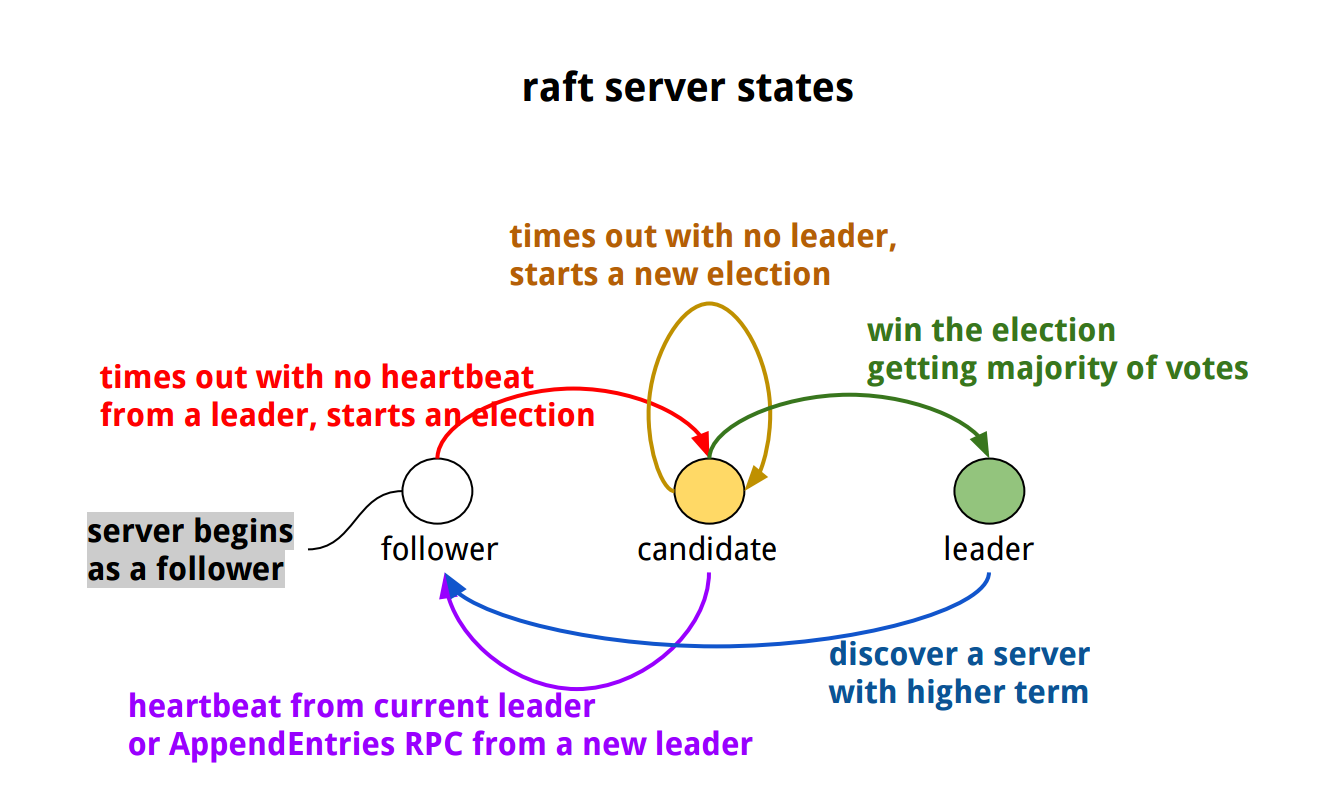 raft server states
times out with no leader,
starts a new election
win the election
getting majority of votes
times out with no heartbeat
from a leader, starts an election
server begins
as a follower
follower
candidate
leader
discover a server
with higher term
heartbeat from current leader
or AppendEntries RPC from a new leader